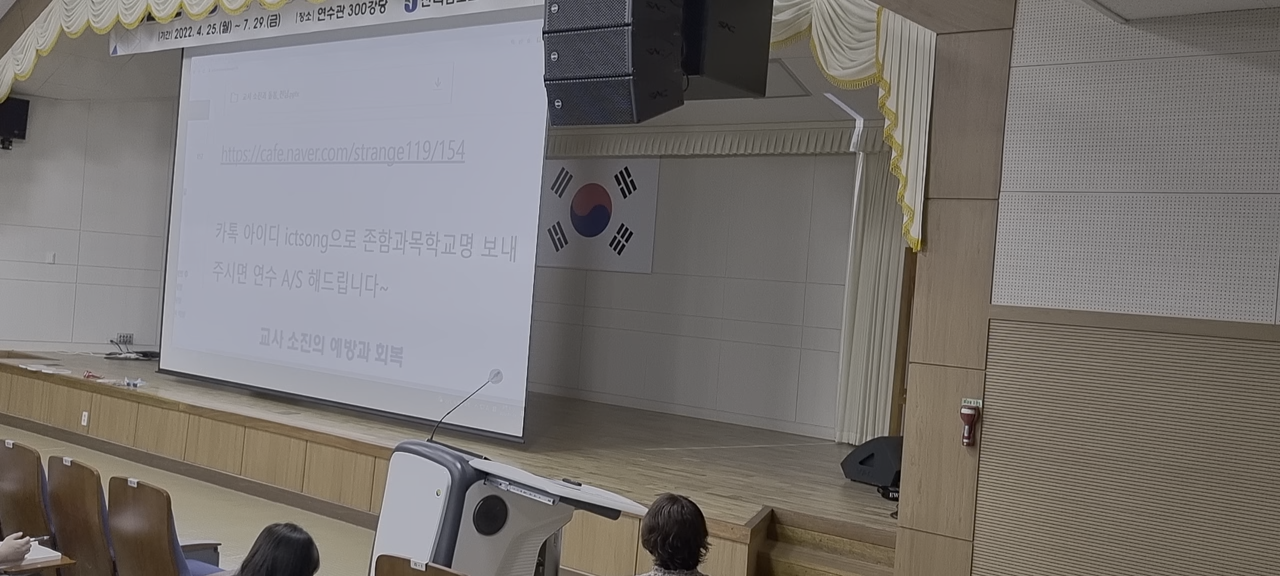 (기간) 2022. 4. 25.(월) ~ 7. 29.(금) | 장소| 연수관 300강당
https://cafe.naver.com/strange119/154
카톡 아이디 ictsong으로 존함과목학교명 보내
주시면 연수 A/S 해드립니다~
교사 소진의 예방과 회복